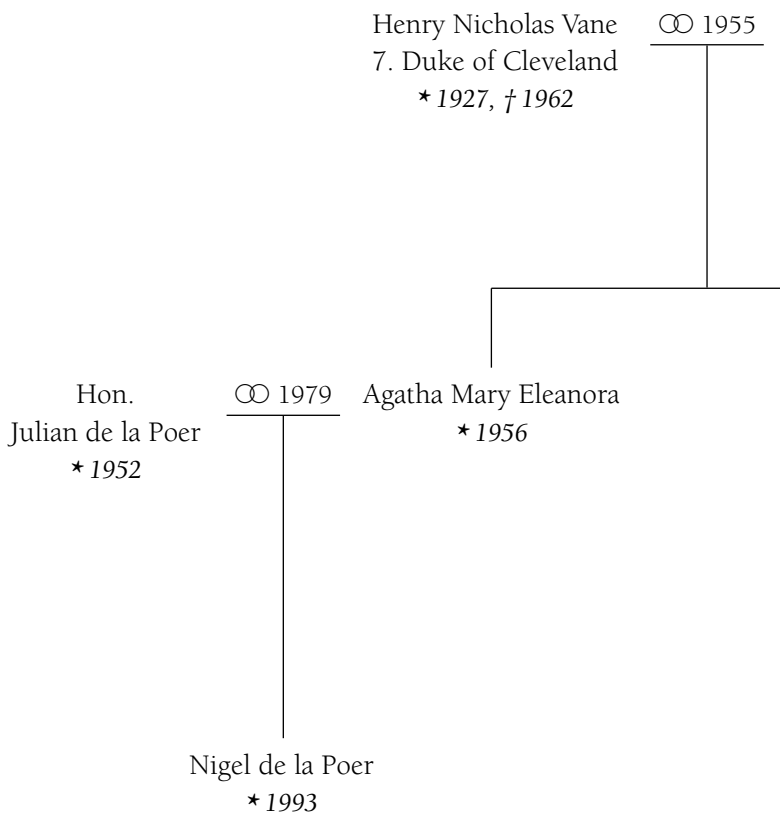 Henry Nicholas Vane
7. Duke of Cleveland
* 1927, † 1962
⚭ 1955
Hon.
Julian de la Poer
* 1952
⚭ 1979
Agatha Mary Eleanora
* 1956
Nigel de la Poer
* 1993